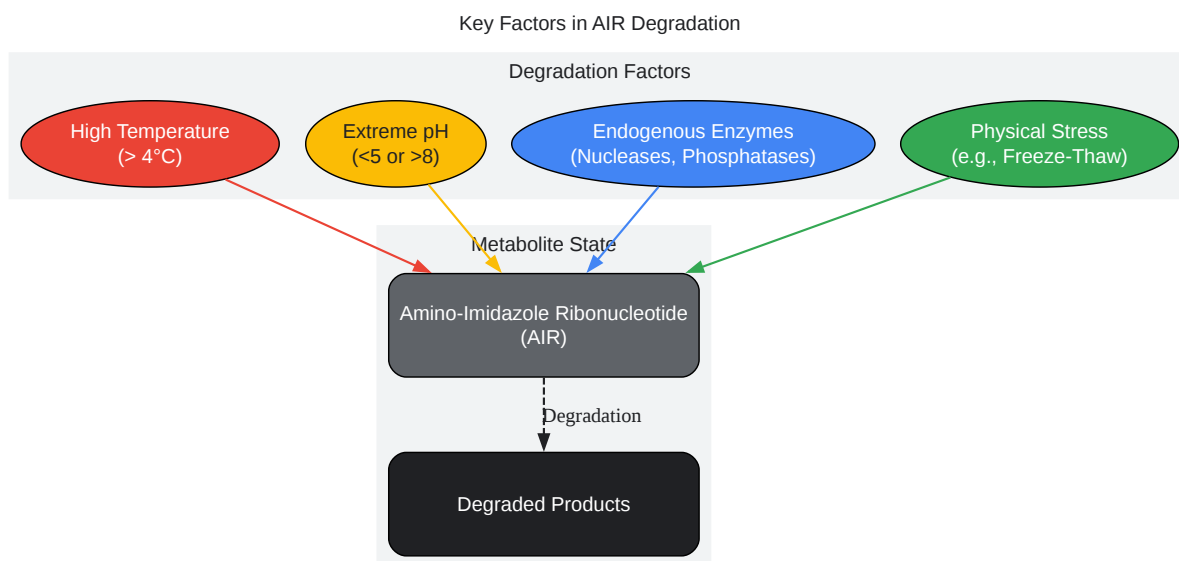 Key Factors in AIR Degradation
Degradation Factors
High Temperature
(> 4°C)
Extreme pH
(<5 or >8)
Endogenous Enzymes
(Nucleases, Phosphatases)
Physical Stress
(e.g., Freeze-Thaw)
Metabolite State
Amino-Imidazole Ribonucleotide
(AIR)
Degradation
Degraded Products